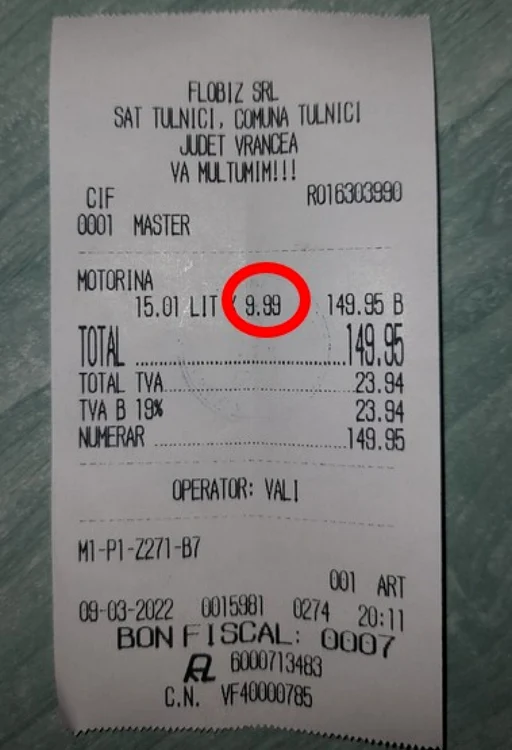 FLOBIZ SRL
SAT TULNICI, COMUNA TULNICI
JUDET VRANCEA
VA MULTUMIM!!!
CIF RO16303990
0001 MASTER
MOTORINA
15.01 LIT 9.99 149.95 B
TOTAL ........................ 149.95
TOTAL TVA ........................ 23.94
TVA B 19% ........................ 23.94
NUMERAR ........................ 149.95
OPERATOR: VALI
M1-P1-Z271-B7
001 ART
09-03-2022 0015981 0274 20:11
BON FISCAL: 0007
6000713483
C.N. VF40000785